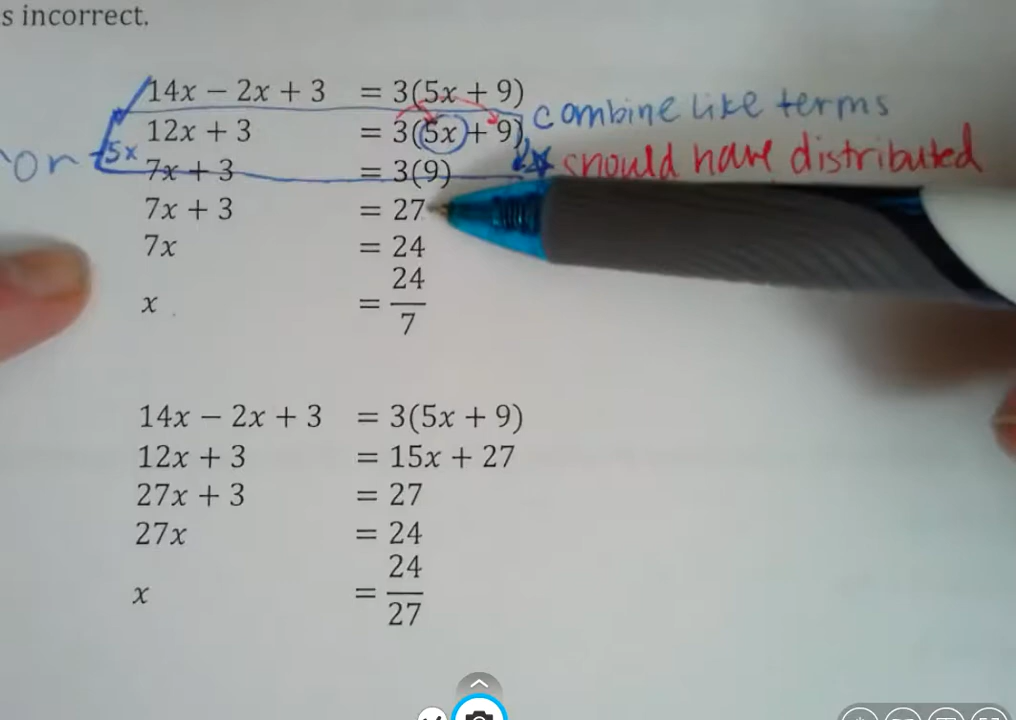 s incorrect.
14x − 2x + 3 = 3(5x + 9)
combine like terms
12x + 3 = 3(5x + 9)
or -5x
should have distributed
7x + 3 = 3(9)
7x + 3 = 27
7x = 24
x = 24/7
14x − 2x + 3 = 3(5x + 9)
12x + 3 = 15x + 27
27x + 3 = 27
27x = 24
x = 24/27